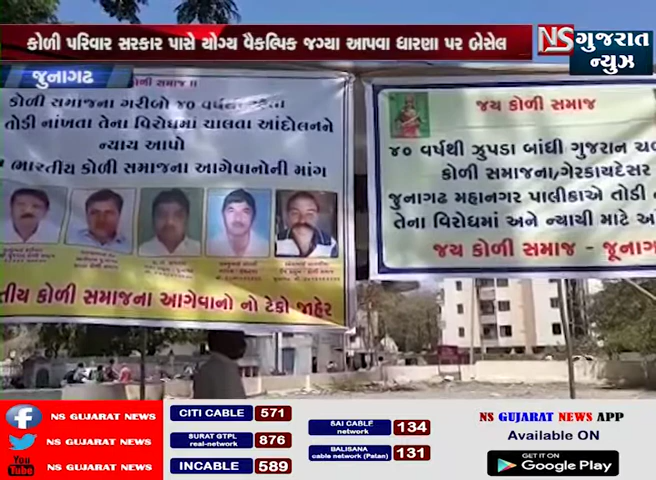 કોળી પરિવાર સરકાર પાસે યોગ્ય વૈકલ્પિક જગ્યા આપવા ધારણા પર બેસેલ
NS ગુજરાત
ન્યુઝ
જુનાગઢ
કોળી સમાજના ગરીબો ૪૦ વર્ષથી
તોડી નાંખતા તેના વિરોધમાં ચાલતા આંદોલનને
ન્યાય આપો
ભારતીય કોળી સમાજના આગેવાનોની માંગ
તીય કોળી સમાજના આગેવાનો નો ટેકો જાહેર
જય કોળી સમાજ
૪૦ વર્ષથી ઝુપડા બાંધી ગુજરાન
કોળી સમાજના/ગેરકાયદેસર
જુનાગઢ મહાનગર પાલીકાએ તોડી
તેના વિરોધમાં અને ન્યાયી માટે
જય કોળી સમાજ - જૂનાગ
NS GUJARAT NEWS
NS GUJARAT NEWS
You Tube NS GUJARAT NEWS
CITI CABLE 571
SURAT GTPL real-network 876
INCABLE 589
SAI CABLE network 134
BALISANA cable network (Patan) 131
NS GUJARAT NEWS APP
Available ON
GET IT ON
Google Play